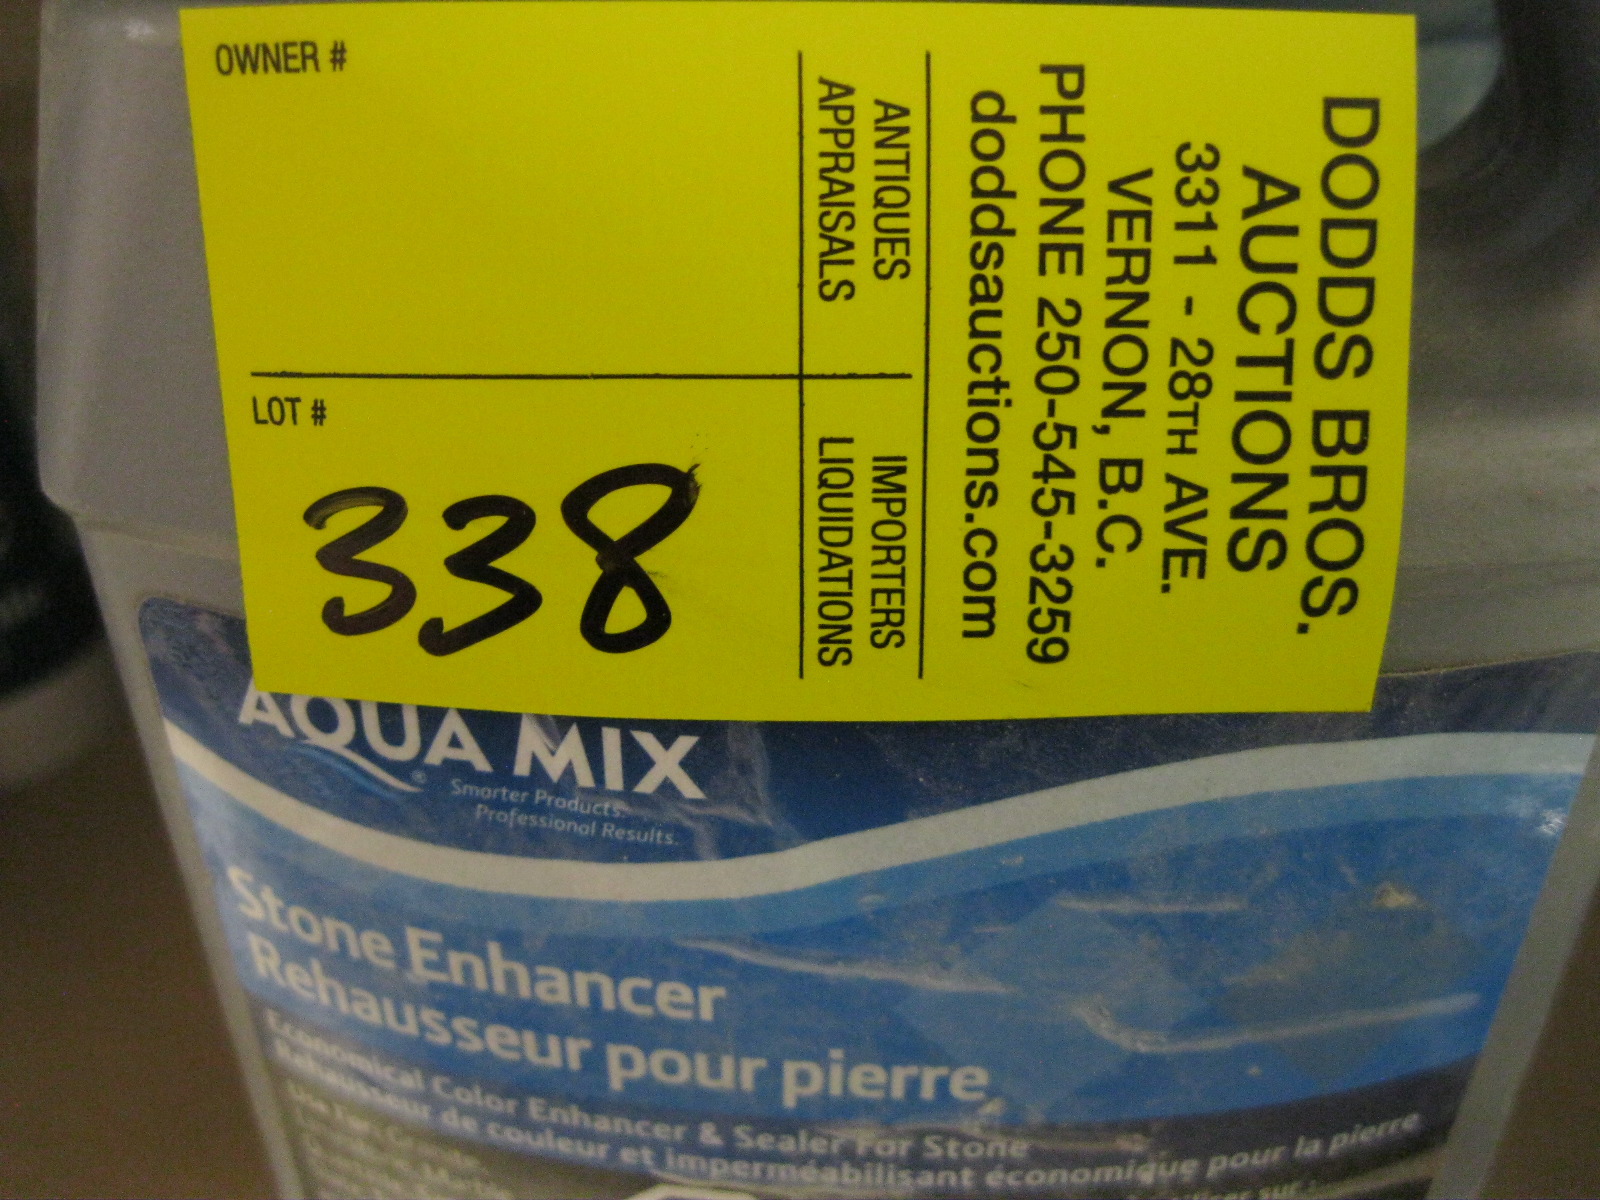 OWNER #
LOT #
338
ANTIQUES
APPRAISALS
IMPORTERS
LIQUIDATIONS
DODDS BROS.
AUCTIONS
3311 - 28TH AVE.
VERNON, B.C.
PHONE 250-545-3259
doddsauctions.com
AQUA MIX®
Smarter Products.
Professional Results.
Stone Enhancer
Rehausseur pour pierre
Economical Color Enhancer & Sealer For Stone
Rehausseur de couleur et imperméabilisant économique pour la pierre